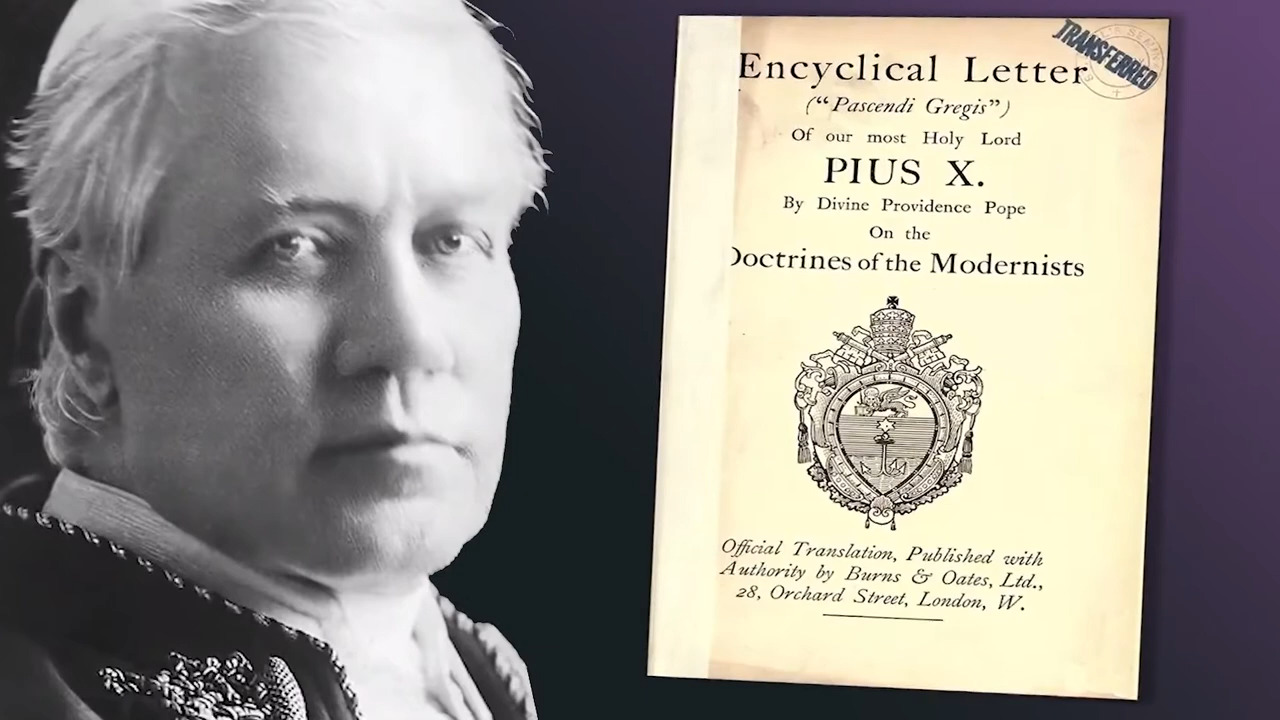 Encyclical Letter
("Pascendi Gregis")
Of our most Holy Lord
PIUS X.
By Divine Providence Pope
On the
Doctrines of the Modernists
Official Translation, Published with
Authority by Burns & Oates, Ltd.,
28, Orchard Street, London, W.
TRANSFERRED